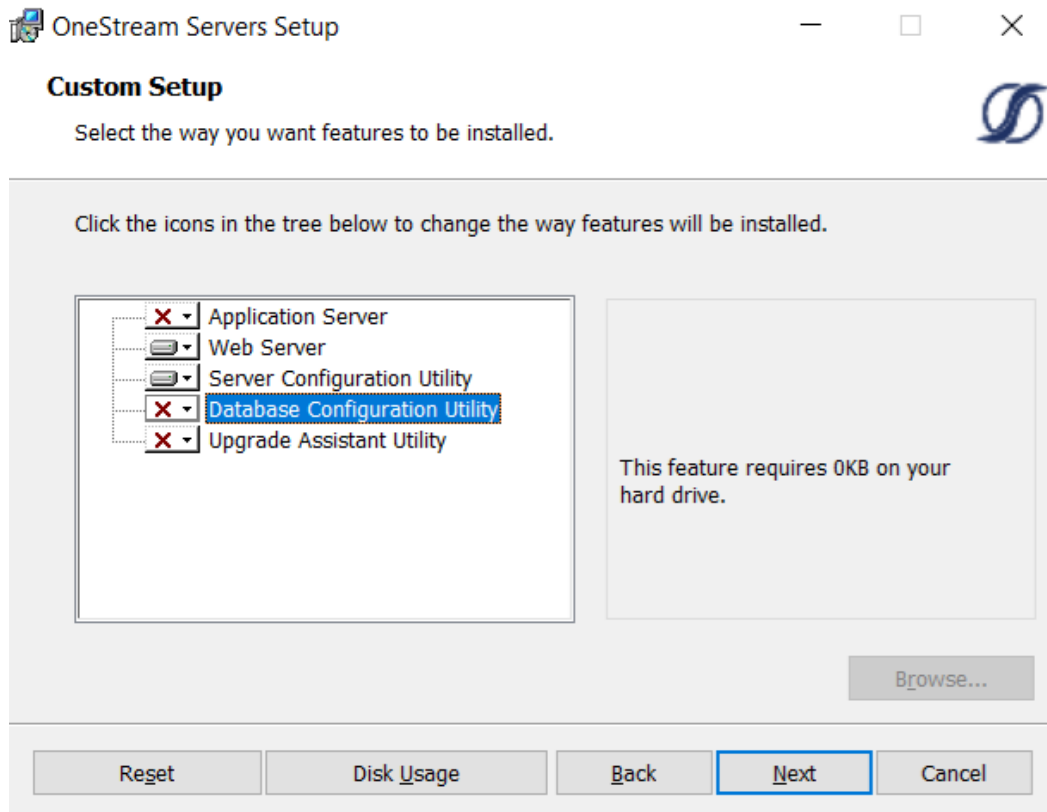 OneStream Servers Setup
Custom Setup
Select the way you want features to be installed.
Click the icons in the tree below to change the way features will be installed.
Application Server
Web Server
Server Configuration Utility
Database Configuration Utility
Upgrade Assistant Utility
This feature requires 0KB on your
hard drive.
Browse...
Reset
Disk Usage
Back
Next
Cancel